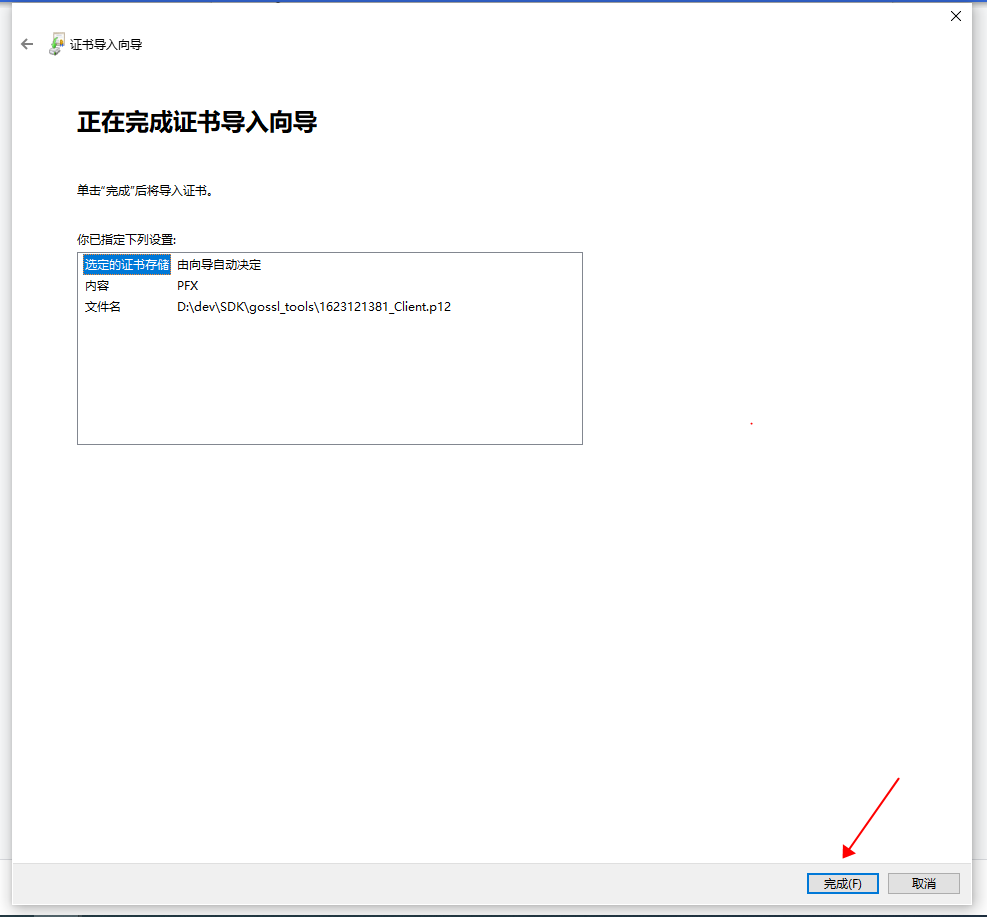 证书导入向导
正在完成证书导入向导
单击“完成”后将导入证书。
你已指定下列设置:
选定的证书存储 由向导自动决定
内容 PFX
文件名 D:\dev\SDK\gossl_tools\1623121381_Client.p12
完成(F) 取消